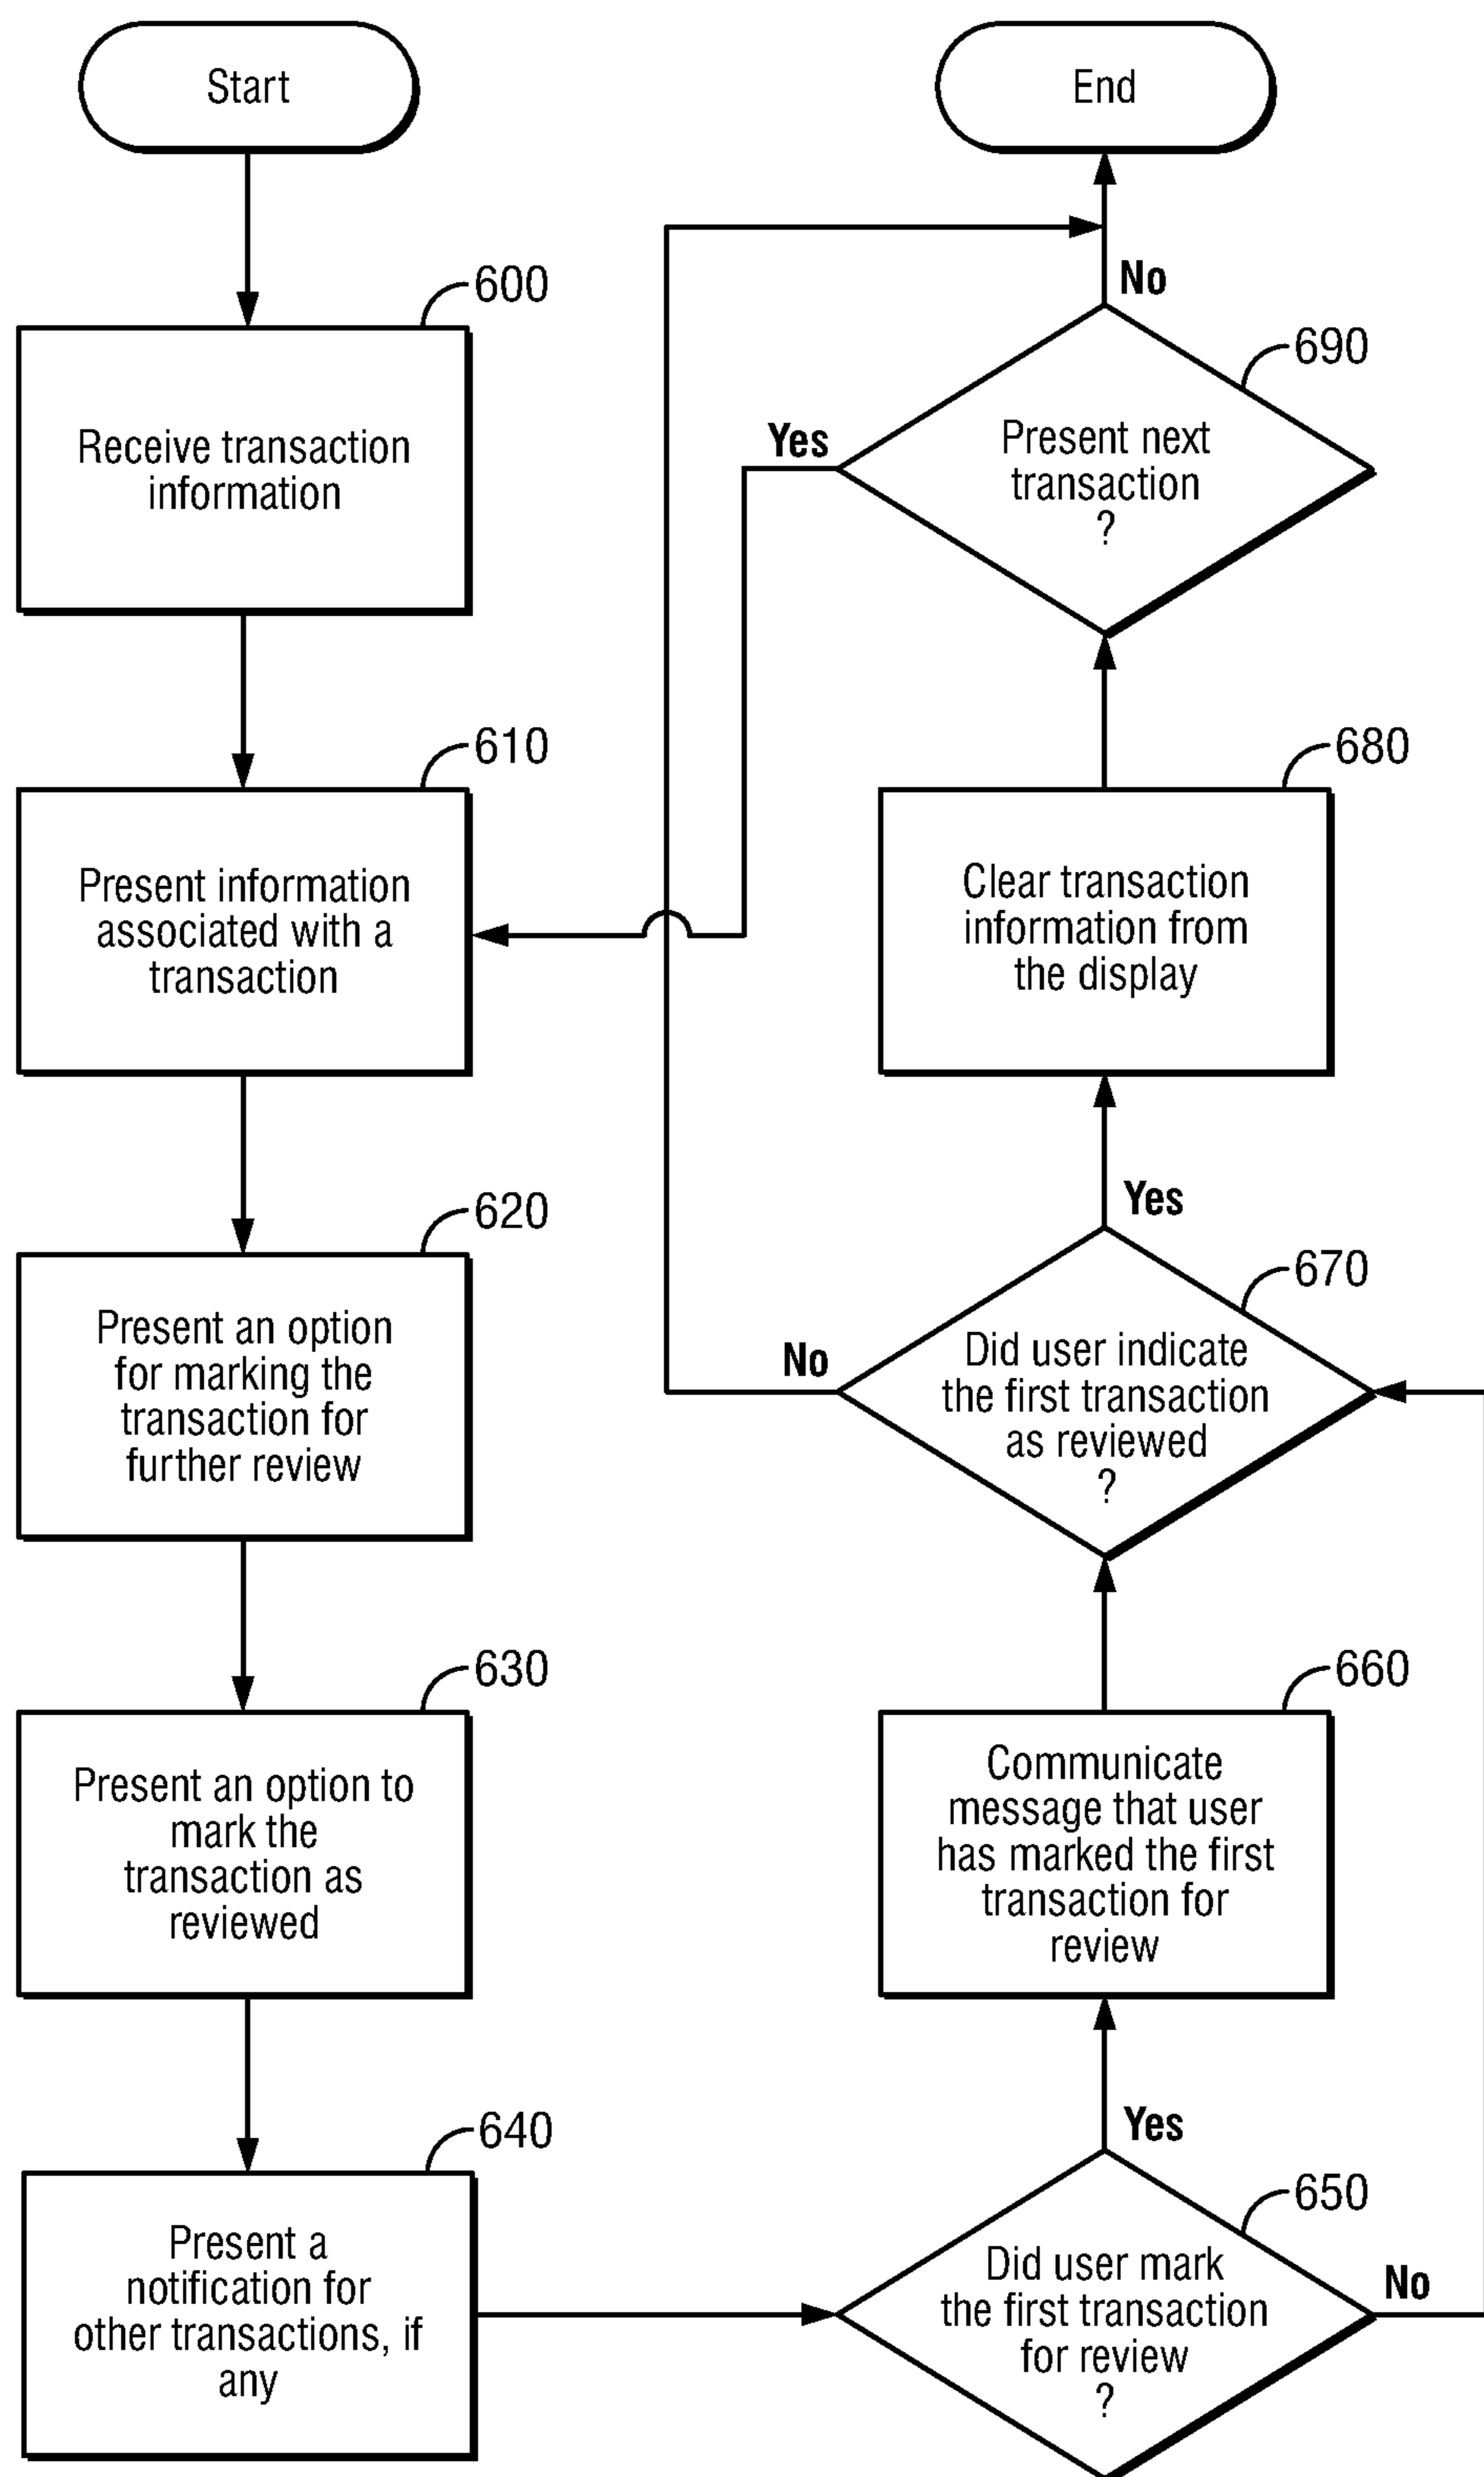 Start
600
Receive transaction
information
610
Present information
associated with a
transaction
620
Present an option
for marking the
transaction for
further review
630
Present an option to
mark the
transaction as
reviewed
640
Present a
notification for
other transactions, if
any
End
No
690
Present next
transaction
?
Yes
680
Clear transaction
information from
the display
Yes
670
Did user indicate
the first transaction
as reviewed
?
No
660
Communicate
message that user
has marked the first
transaction for
review
Yes
650
Did user mark
the first transaction
for review
?
No